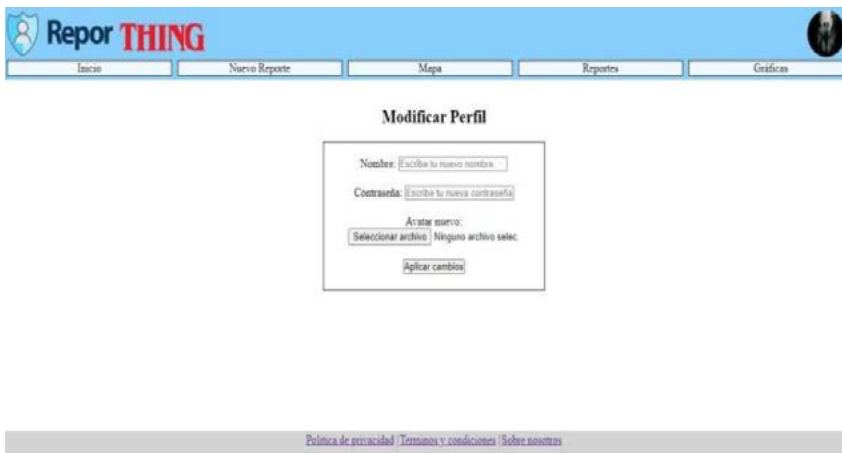 Repor THING
Inicio Nuevo Reporte Mapa Reportes Gráficas
Modificar Perfil
Nombre: Escribe tu nuevo nombre
Contraseña: Escribe tu nueva contraseña
Avatar nuevo:
Seleccionar archivo Ninguno archivo selec.
Aplicar cambios
Politica de privacidad | Terminos y condiciones | Sobre nosotros